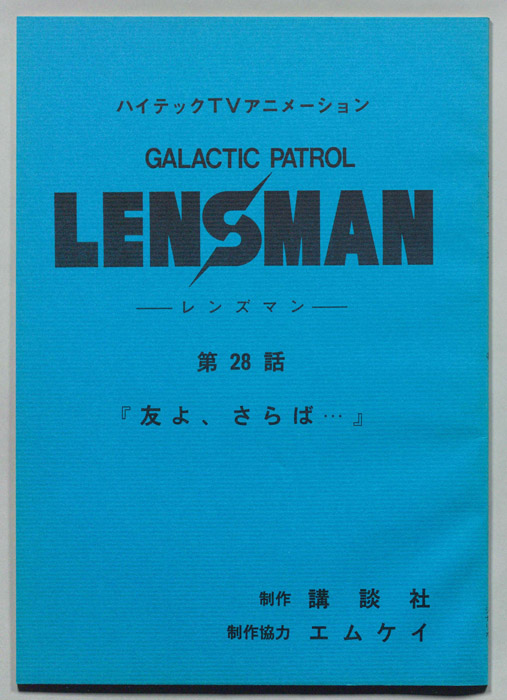 ハイテックTVアニメーション
GALACTIC PATROL
LENSMAN
レンズマン
第28話
『友よ、さらば…』
制作 講談社
制作協力 エムケイ